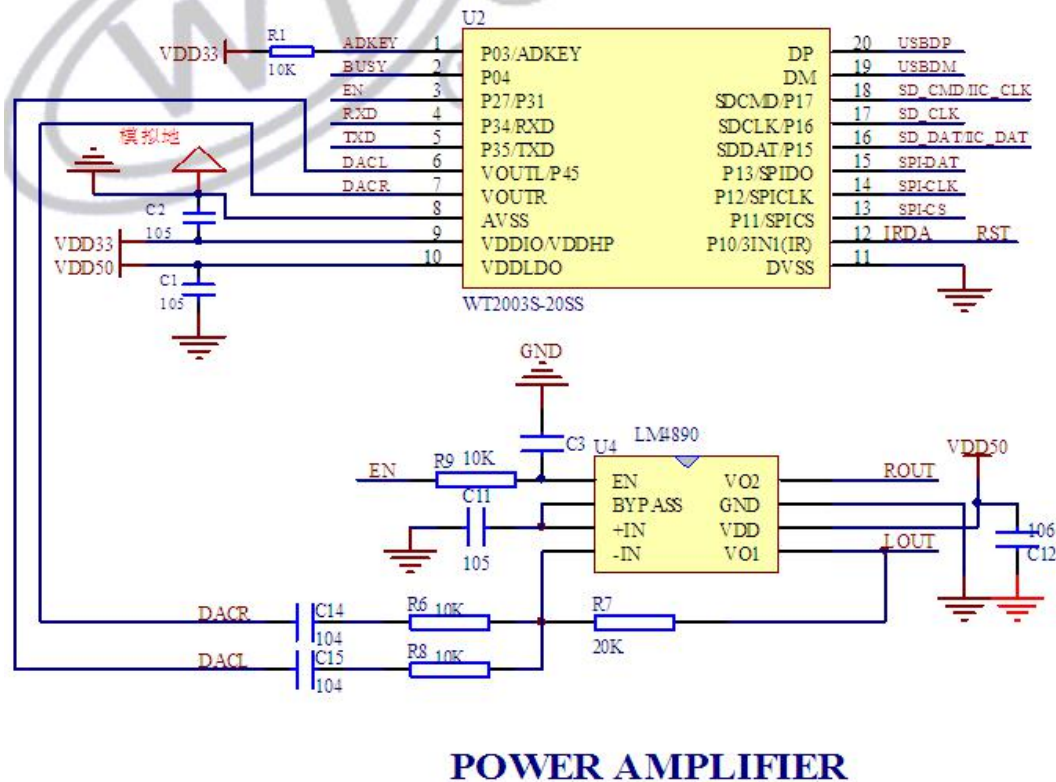 U2
VDD33
R1
10K
ADKEY
1
P03/ADKEY
DP
20
USBDP
BUSY
2
P04
DM
19
USBDM
EN
3
P27/P31
SDCMD/P17
18
SD_CMD/IIC_CLK
RXD
4
P34/RXD
SDCLK/P16
17
SD_CLK
TXD
5
P35/TXD
SDDAT/P15
16
SD_DAT/IIC_DAT
模拟地
DACL
6
VOUTL/P45
P13/SPIDO
15
SPI-DAT
DACR
7
VOUTR
P12/SPICLK
14
SPI-CLK
8
AVSS
P11/SPICS
13
SPI-CS
C2
105
VDD33
9
VDDIO/VDDHP
P10/3IN1(IR)
12
IRDA
RST
VDD50
10
VDDLDO
DVSS
11
C1
105
WT2003S-20SS
GND
C3
U4
LM4890
VDD50
EN
R9
10K
EN
VO2
ROUT
C11
105
BYPASS
GND
+IN
VDD
-IN
VO1
LOUT
106
C12
DACR
C14
104
R6
10K
R7
20K
DACL
C15
104
R8
10K
POWER AMPLIFIER